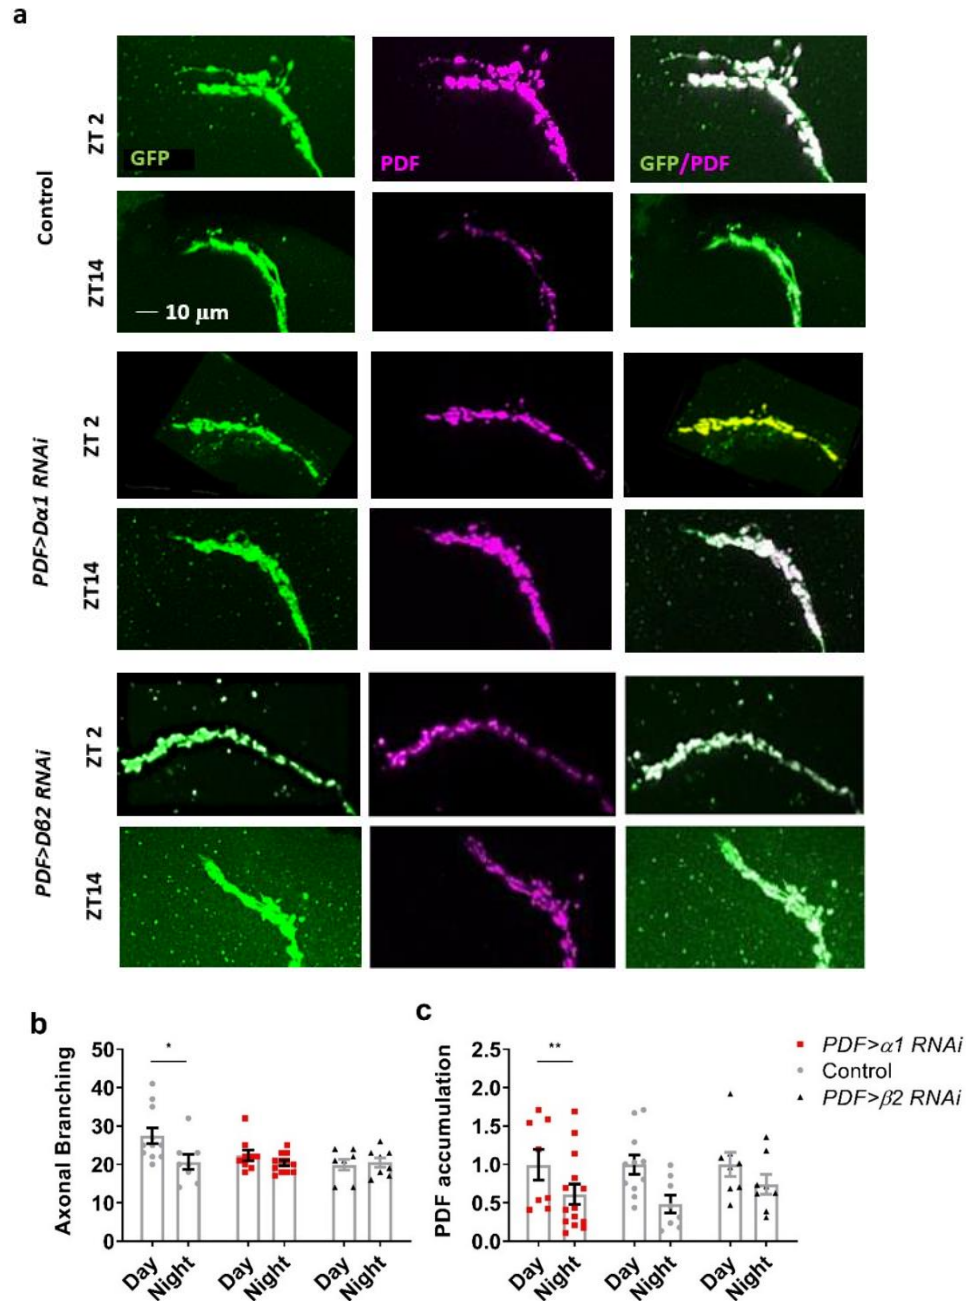 a
Control
ZT 2
GFP
PDF
GFP/PDF
ZT14
10 µm
PDF>Dα1 RNAi
ZT 2
ZT14
PDF>Dβ2 RNAi
ZT 2
ZT14
b
Axonal Branching
50
40
30
20
10
0
*
Day
Night
Day
Night
Day
Night
c
PDF accumulation
2.5
2.0
1.5
1.0
0.5
0.0
**
Day
Night
Day
Night
Day
Night
PDF>α1 RNAi
Control
PDF>β2 RNAi